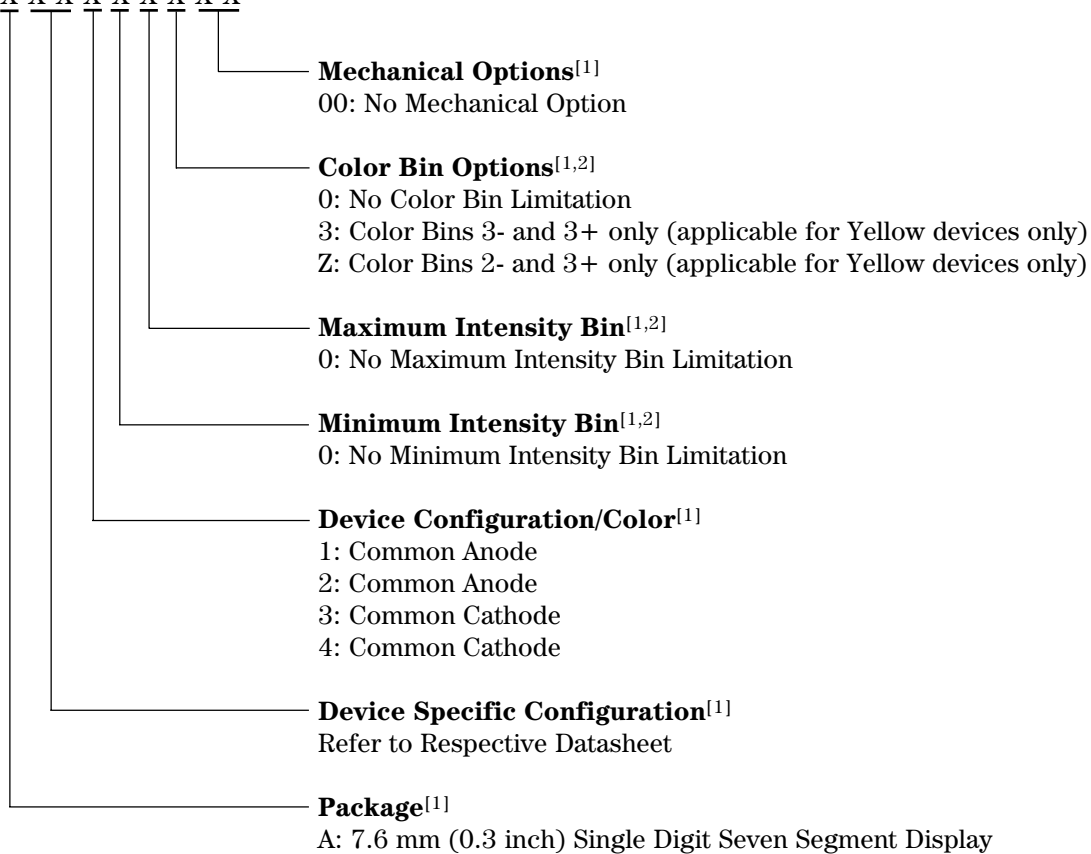 Mechanical Options[1]
00: No Mechanical Option
Color Bin Options[1,2]
0: No Color Bin Limitation
3: Color Bins 3- and 3+ only (applicable for Yellow devices only)
Z: Color Bins 2- and 3+ only (applicable for Yellow devices only)
Maximum Intensity Bin[1,2]
0: No Maximum Intensity Bin Limitation
Minimum Intensity Bin[1,2]
0: No Minimum Intensity Bin Limitation
Device Configuration/Color[1]
1: Common Anode
2: Common Anode
3: Common Cathode
4: Common Cathode
Device Specific Configuration[1]
Refer to Respective Datasheet
Package[1]
A: 7.6 mm (0.3 inch) Single Digit Seven Segment Display